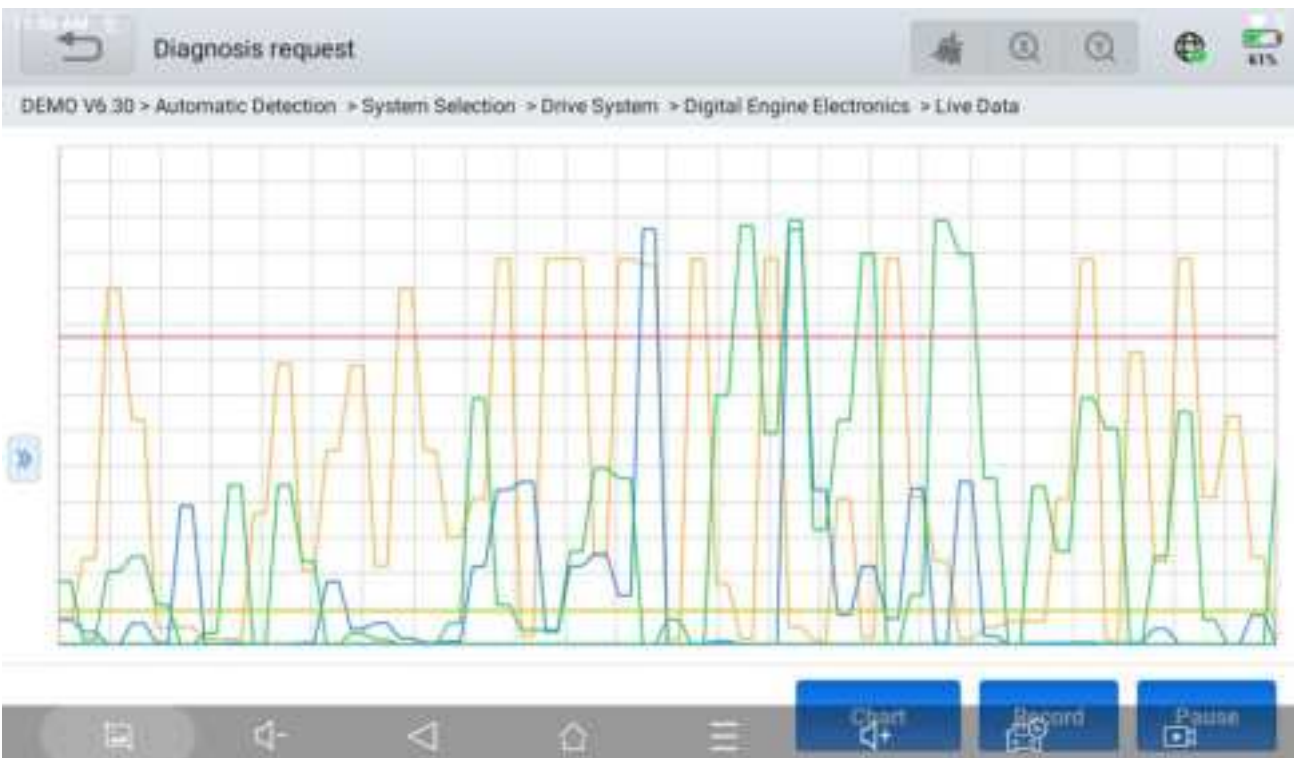 Diagnosis request
61%
DEMO V6.30 > Automatic Detection > System Selection > Drive System > Digital Engine Electronics > Live Data
Chart
Record
Pause